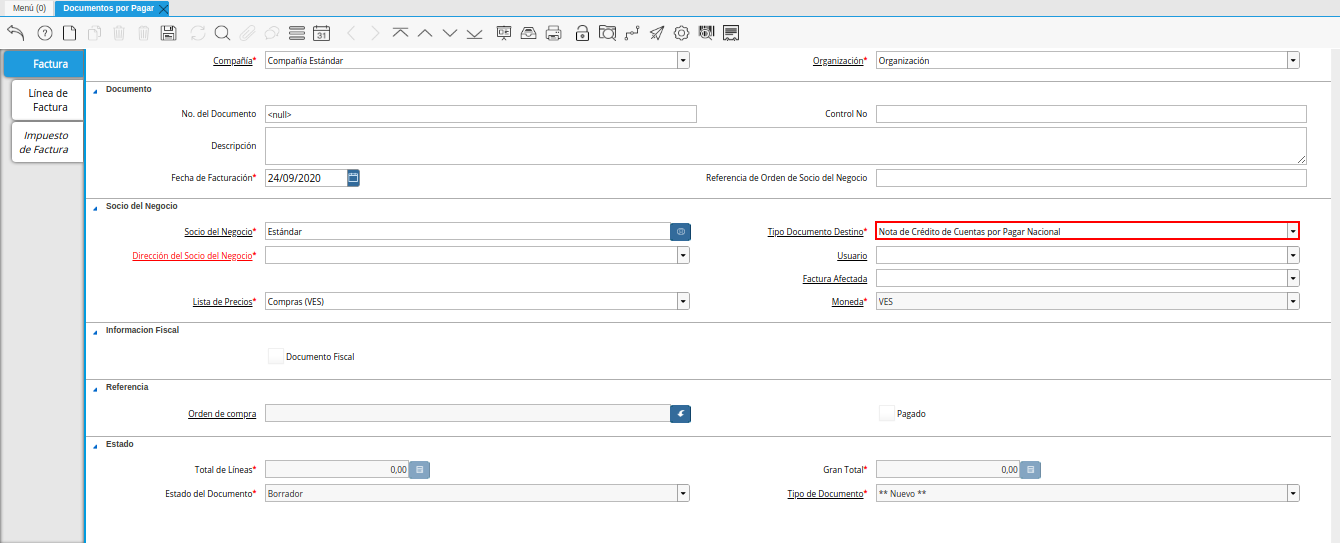 Menú (0)
Documentos por Pagar
31
Factura
Línea de
Factura
Impuesto
de Factura
Compañía* Compañía Estándar
Organización* Organización
Documento
No. del Documento <null>
Control No
Descripción
Fecha de Facturación* 24/09/2020
Referencia de Orden de Socio del Negocio
Socio del Negocio
Socio del Negocio* Estándar
Tipo Documento Destino* Nota de Crédito de Cuentas por Pagar Nacional
Dirección del Socio del Negocio*
Usuario
Factura Afectada
Lista de Precios* Compras (VES)
Moneda* VES
Informacion Fiscal
Documento Fiscal
Referencia
Orden de compra
Pagado
Estado
Total de Líneas* 0,00
Gran Total* 0,00
Estado del Documento* Borrador
Tipo de Documento* ** Nuevo **